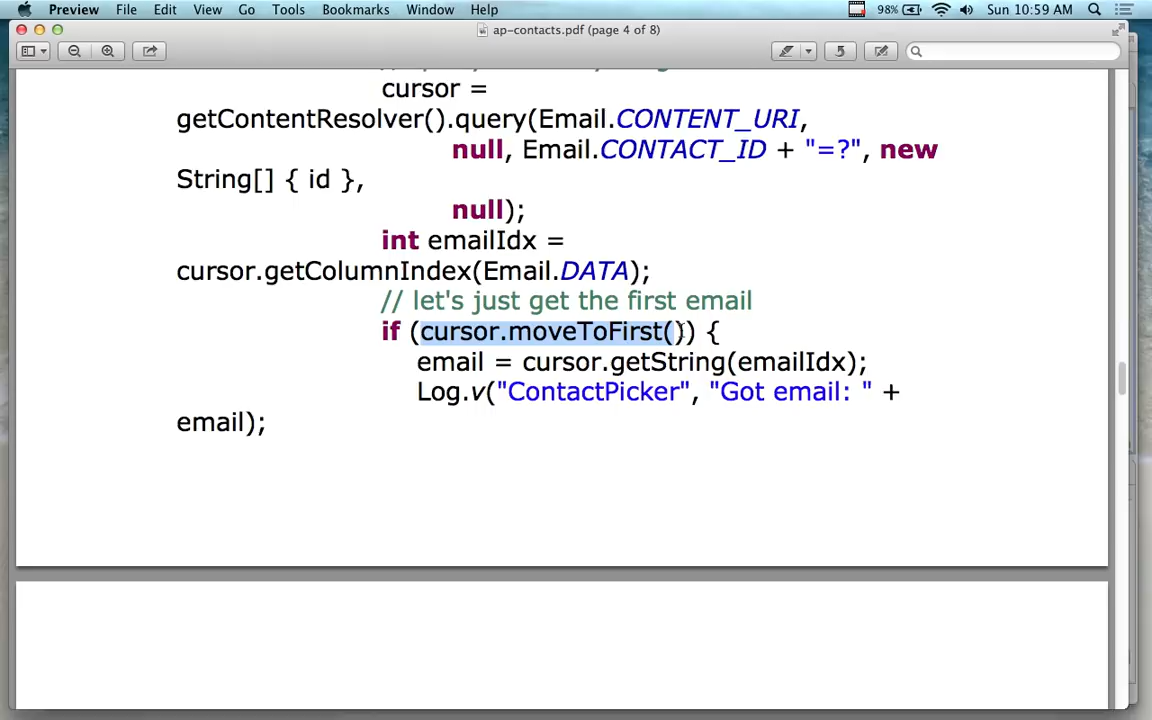 Preview File Edit View Go Tools Bookmarks Window Help 98% Sun 10:59 AM
ap-contacts.pdf (page 4 of 8)
cursor =
getContentResolver().query(Email.CONTENT_URI,
null, Email.CONTACT_ID + "=?", new
String[] { id },
null);
int emailIdx =
cursor.getColumnIndex(Email.DATA);
// let's just get the first email
if (cursor.moveToFirst()) {
email = cursor.getString(emailIdx);
Log.v("ContactPicker", "Got email: " +
email);